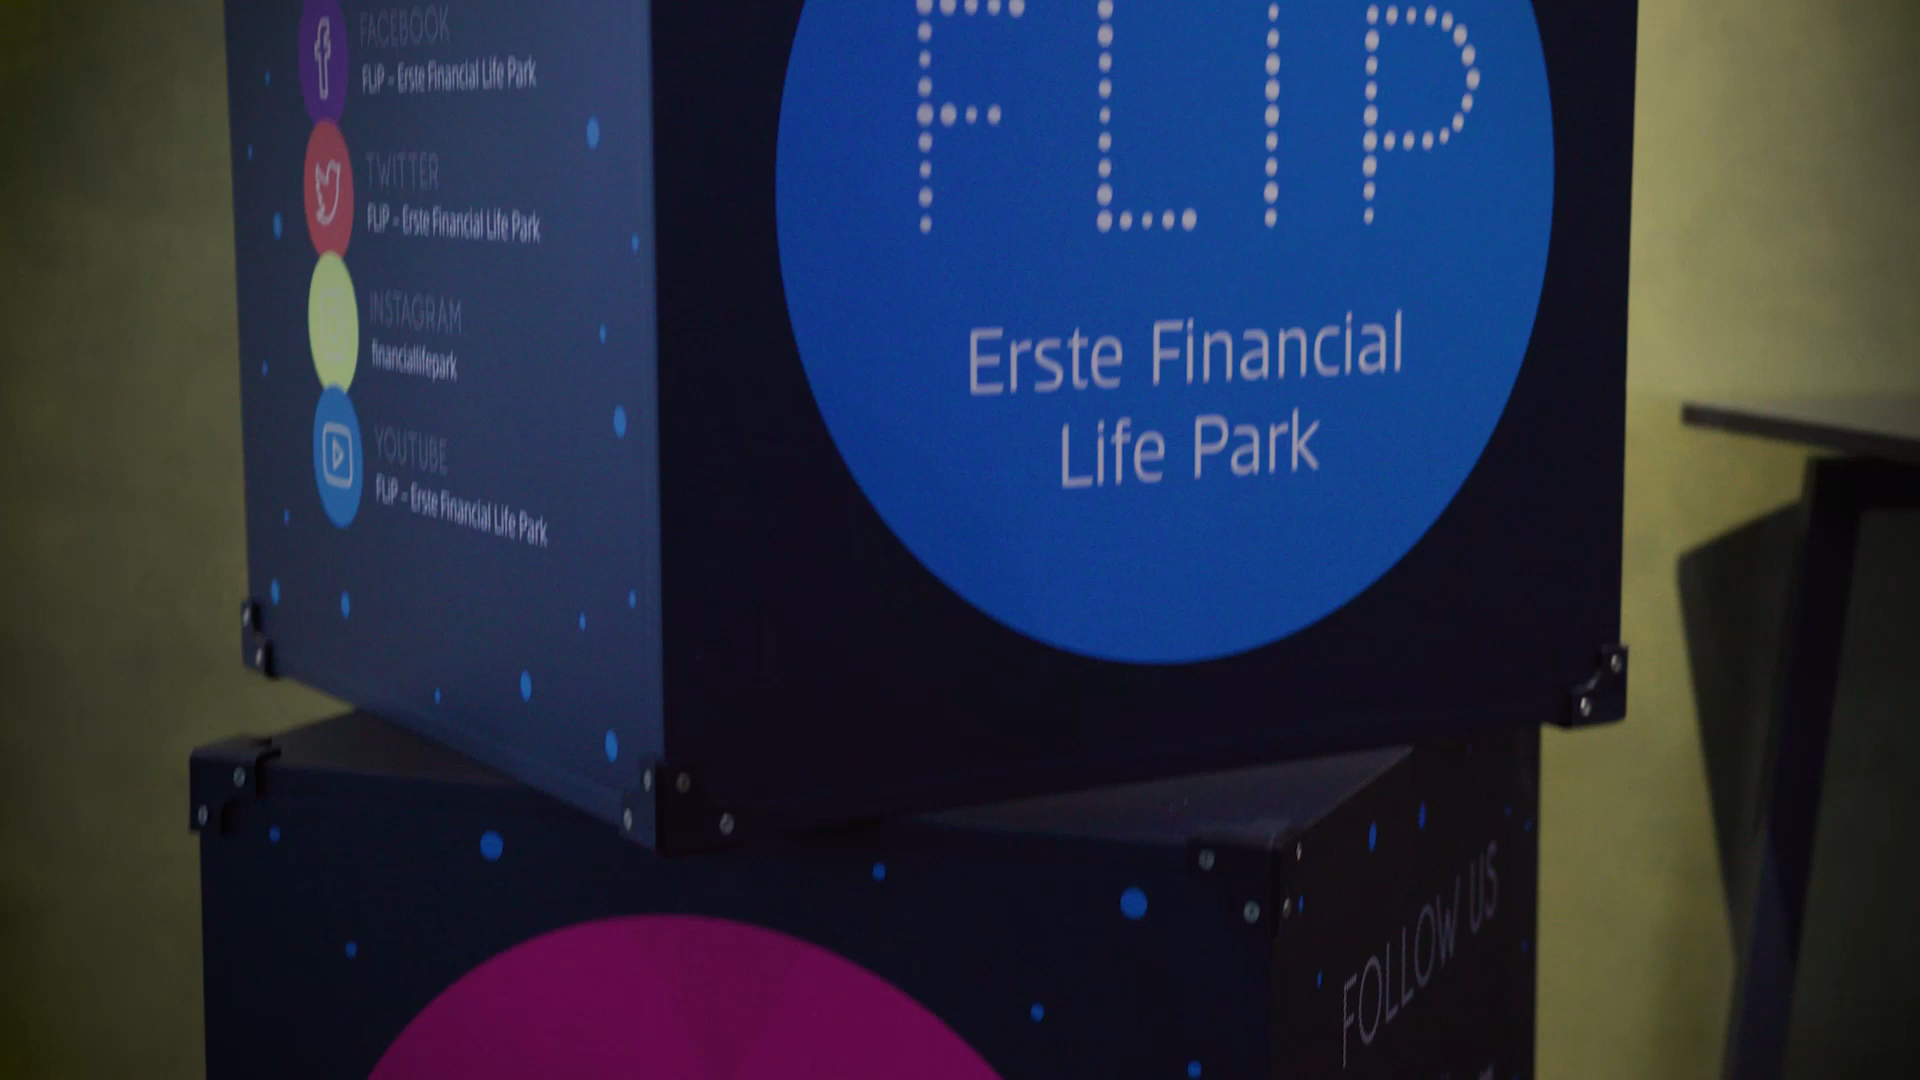 FACEBOOK
FLiP – Erste Financial Life Park
TWITTER
FLiP – Erste Financial Life Park
INSTAGRAM
financiallifepark
YOUTUBE
FLiP – Erste Financial Life Park
FLIP
Erste Financial
Life Park
FOLLOW US